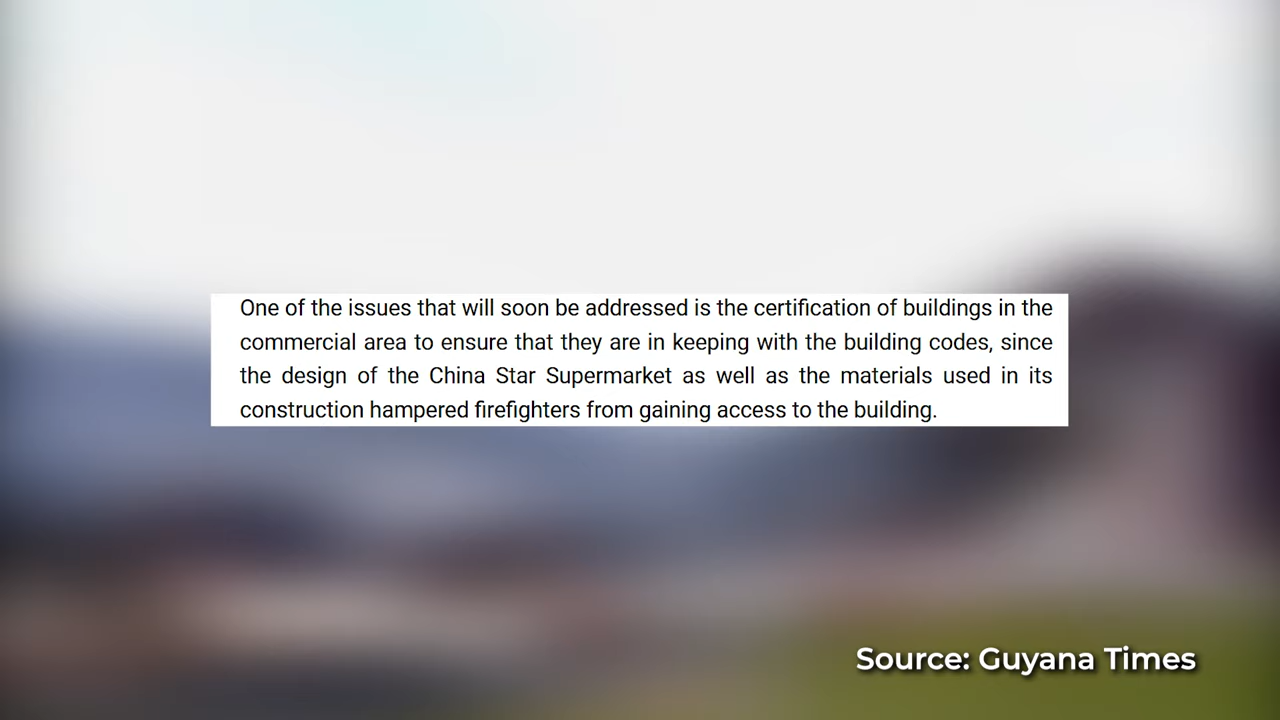 One of the issues that will soon be addressed is the certification of buildings in the
commercial area to ensure that they are in keeping with the building codes, since
the design of the China Star Supermarket as well as the materials used in its
construction hampered firefighters from gaining access to the building.
Source: Guyana Times